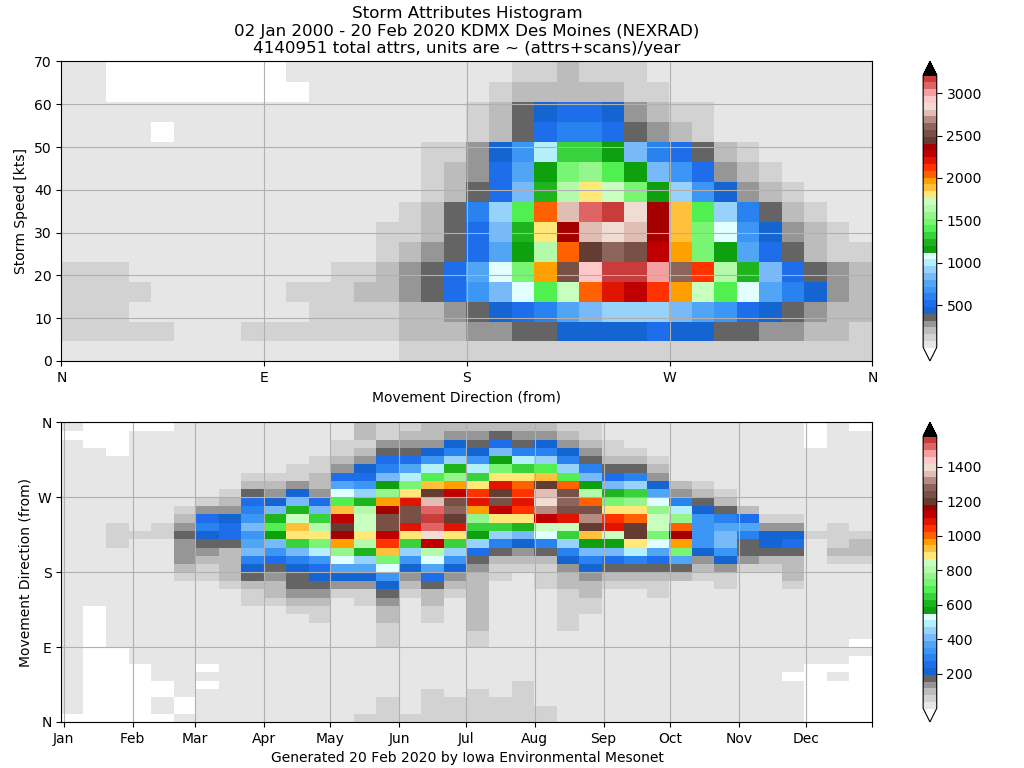 Storm Attributes Histogram
02 Jan 2000 - 20 Feb 2020 KDMX Des Moines (NEXRAD)
4140951 total attrs, units are ~ (attrs+scans)/year
70
60
50
40
30
20
10
0
Storm Speed [kts]
N E S W N
Movement Direction (from)
3000
2500
2000
1500
1000
500
N
W
S
E
N
Movement Direction (from)
Jan Feb Mar Apr May Jun Jul Aug Sep Oct Nov Dec
Generated 20 Feb 2020 by Iowa Environmental Mesonet
1400
1200
1000
800
600
400
200